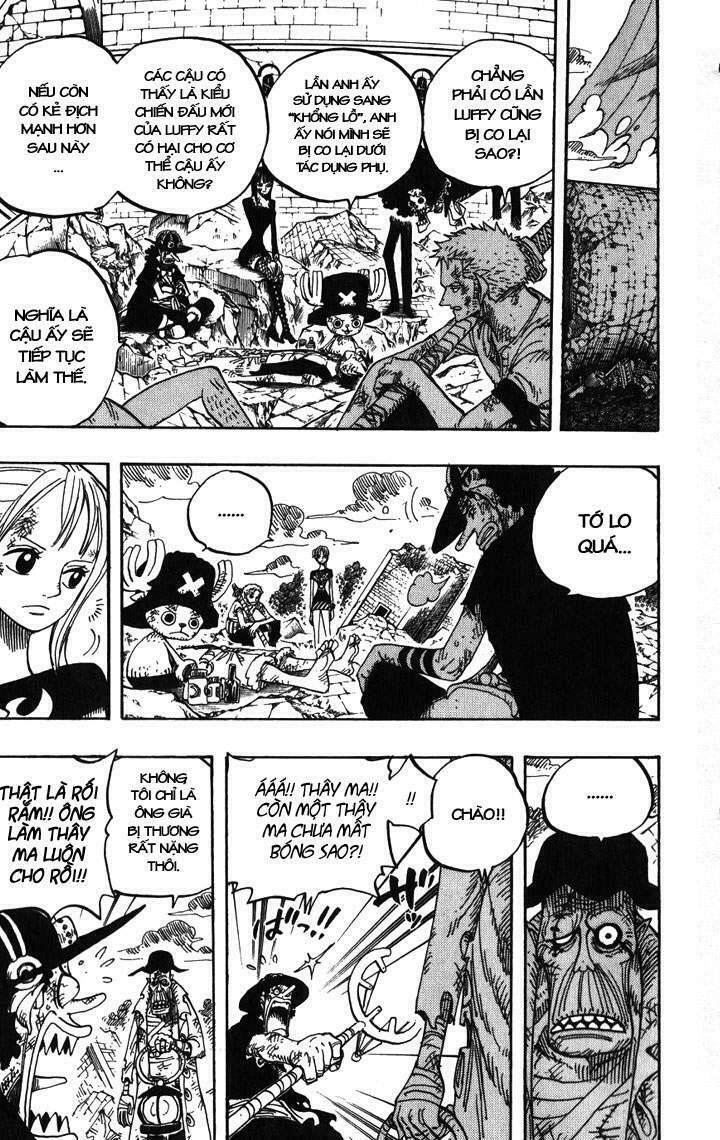 CHẲNG
PHẢI CÓ LẦN
LUFFY CŨNG
BỊ CO LẠI
SAO?!
LẦN ANH ẤY
SỬ DỤNG SANG
“KHỔNG LỒ”, ANH
ẤY NÓI MÌNH SẼ
BỊ CO LẠI DƯỚI
TÁC DỤNG PHỤ.
CÁC CẬU CÓ
THẤY LÀ KIỂU
CHIẾN ĐẤU MỚI
CỦA LUFFY RẤT
CÓ HẠI CHO CƠ
THỂ CẬU ẤY
KHÔNG?
NẾU CÒN
CÓ KẺ ĐỊCH
MẠNH HƠN
SAU NÀY
...
NGHĨA LÀ
CẬU ẤY SẼ
TIẾP TỤC
LÀM THẾ.
TỚ LO
QUÁ...
.......
.......
CHÀO!!
!!
ÁÁÁ!! THÂY MA!!
CÒN MỘT THÂY
MA CHƯA MẤT
BÓNG SAO?!
KHÔNG
TÔI CHỈ LÀ
ÔNG GIÀ
BỊ THƯƠNG
RẤT NẶNG
THÔI.
THẬT LÀ RỐI
RẮM!! ÔNG
LÀM THÂY
MA LUÔN
CHO RỒI!!